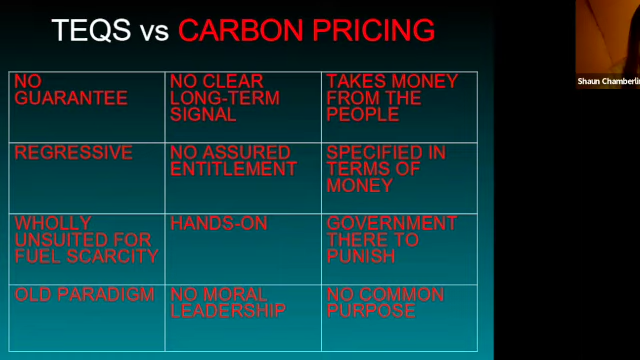 TEQS vs CARBON PRICING
Shaun Chamberlin
NO GUARANTEE
NO CLEAR LONG-TERM SIGNAL
TAKES MONEY FROM THE PEOPLE
REGRESSIVE
NO ASSURED ENTITLEMENT
SPECIFIED IN TERMS OF MONEY
WHOLLY UNSUITED FOR FUEL SCARCITY
HANDS-ON
GOVERNMENT THERE TO PUNISH
OLD PARADIGM
NO MORAL LEADERSHIP
NO COMMON PURPOSE